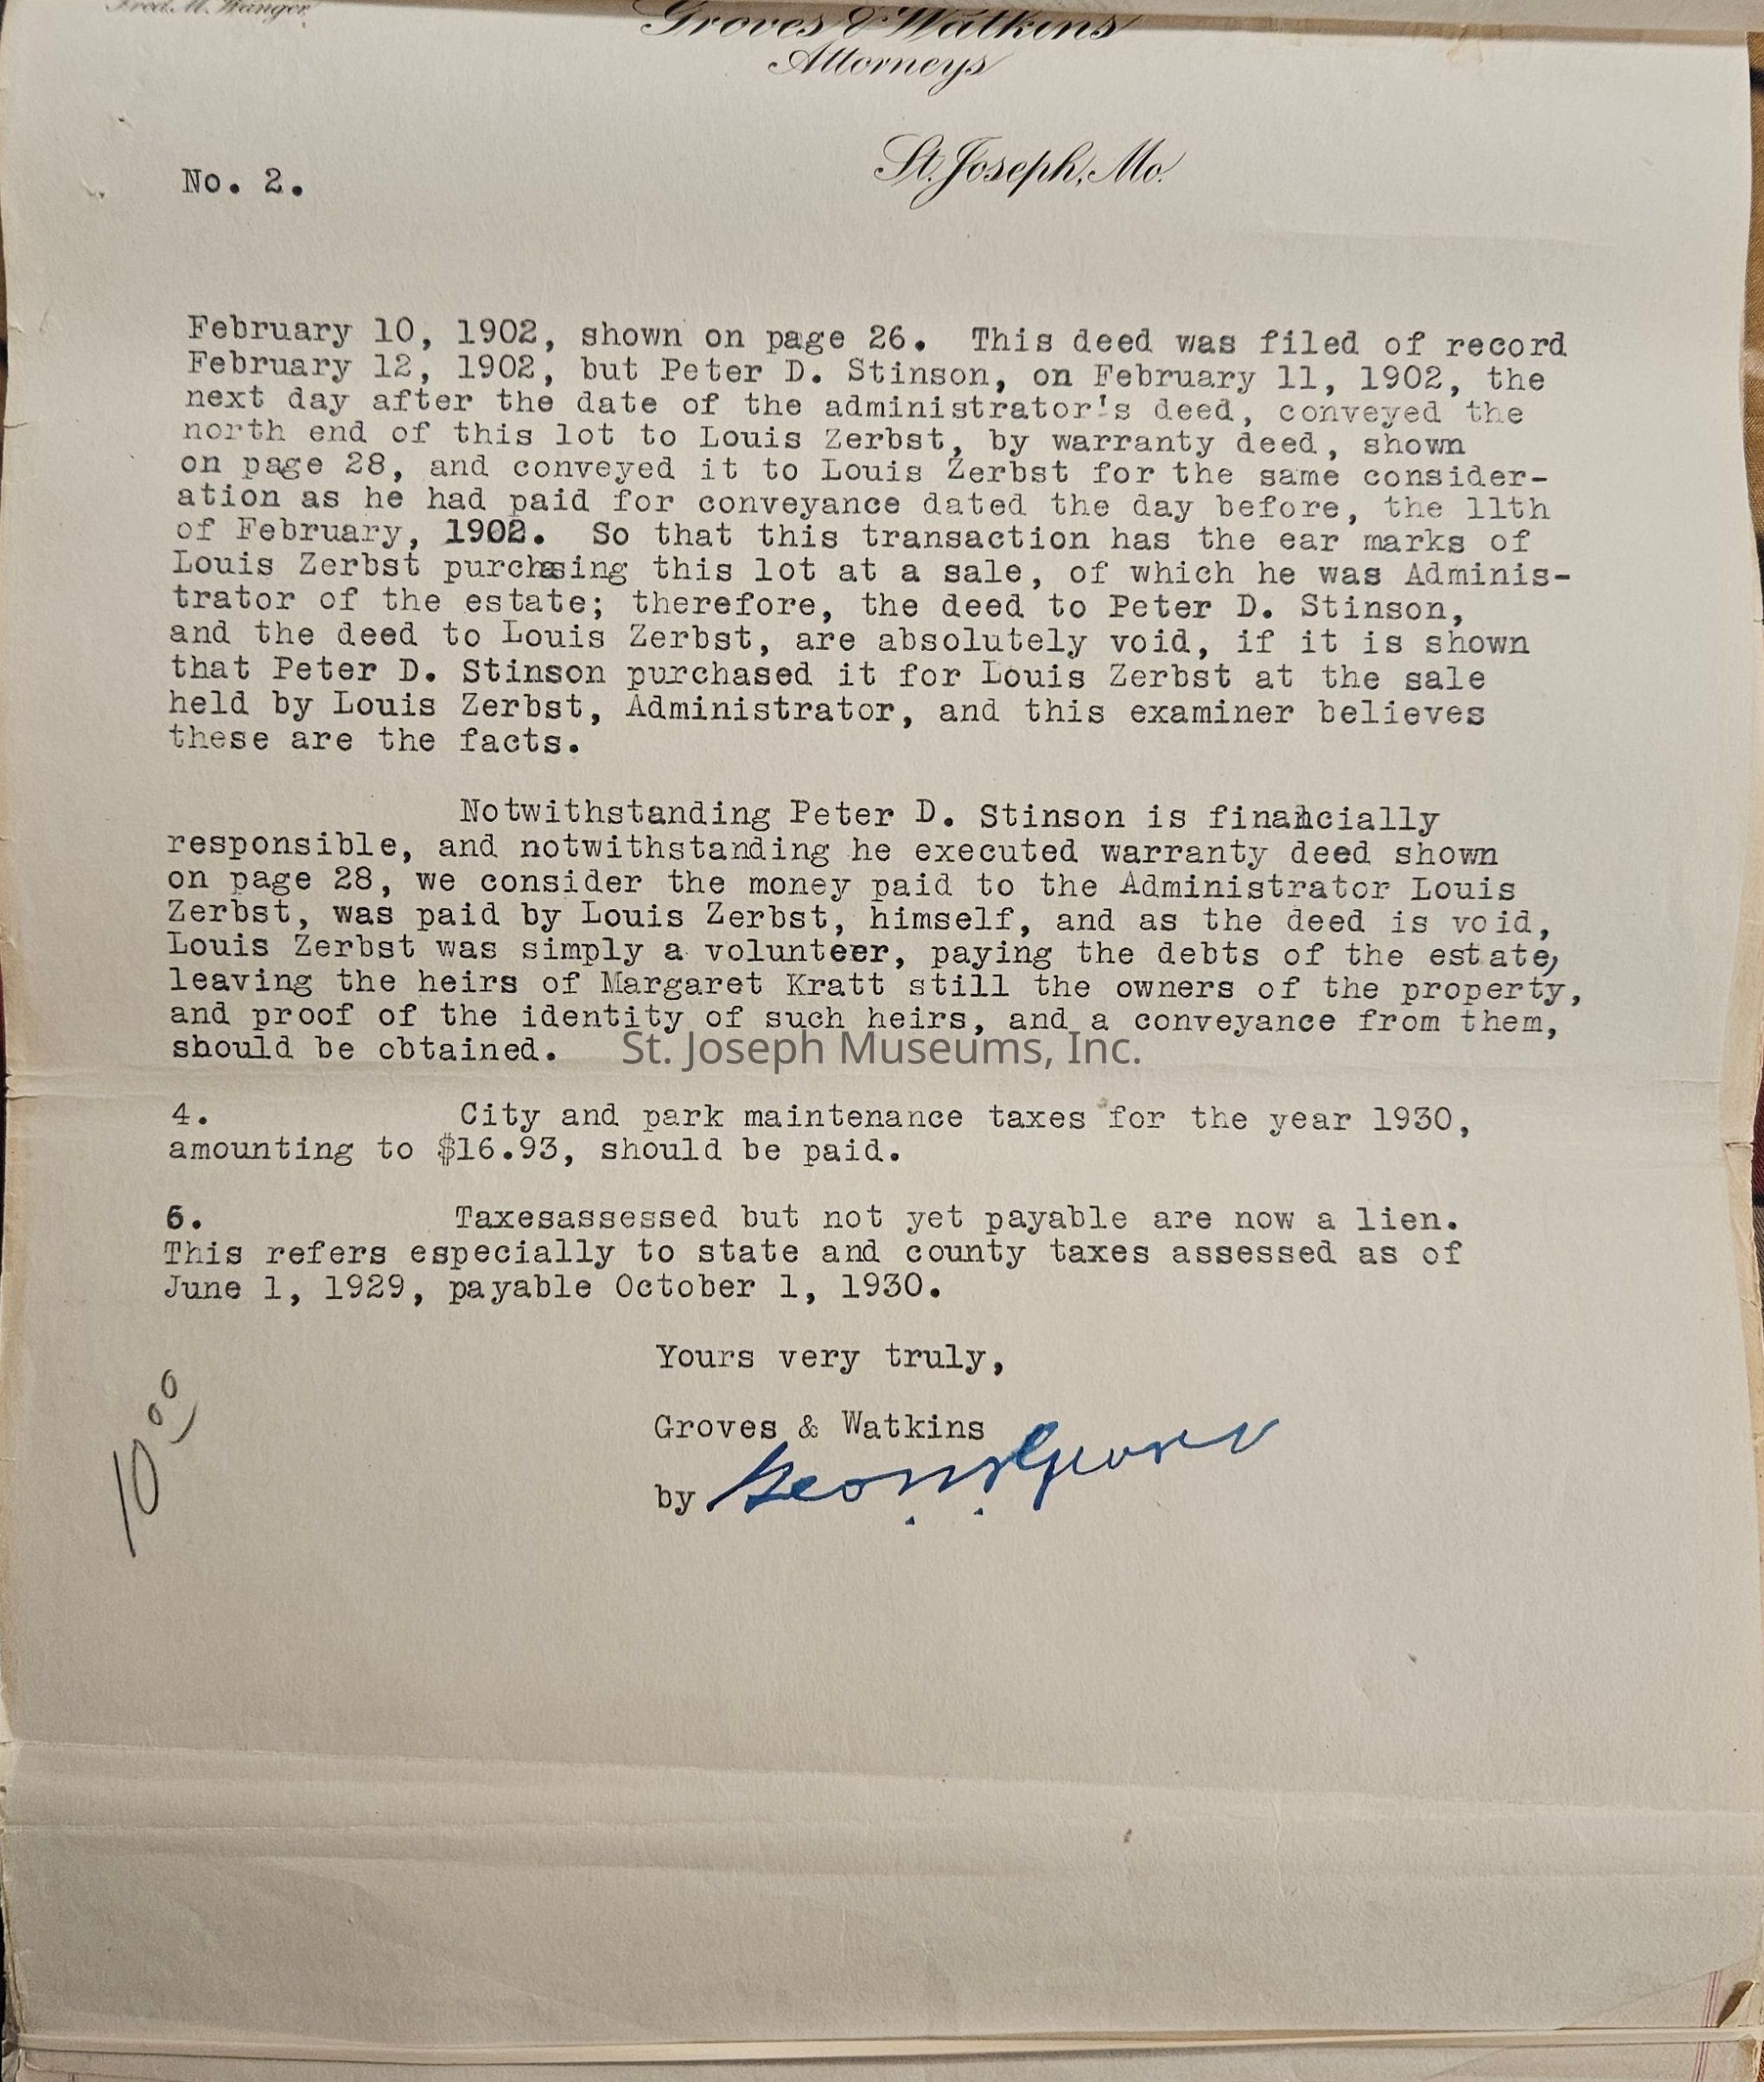 Fred. M. Wanger.
Groves & Watkins
Attorneys
St. Joseph, Mo.
No. 2.
February 10, 1902, shown on page 26.  This deed was filed of record
February 12, 1902, but Peter D. Stinson, on February 11, 1902, the
next day after the date of the administrator's deed, conveyed the
north end of this lot to Louis Zerbst, by warranty deed, shown
on page 28, and conveyed it to Louis Zerbst for the same consider-
ation as he had paid for conveyance dated the day before, the 11th
of February, 1902.  So that this transaction has the ear marks of
Louis Zerbst purchasing this lot at a sale, of which he was Adminis-
trator of the estate; therefore, the deed to Peter D. Stinson,
and the deed to Louis Zerbst, are absolutely void, if it is shown
that Peter D. Stinson purchased it for Louis Zerbst at the sale
held by Louis Zerbst, Administrator, and this examiner believes
these are the facts.
Notwithstanding Peter D. Stinson is financially
responsible, and notwithstanding he executed warranty deed shown
on page 28, we consider the money paid to the Administrator Louis
Zerbst, was paid by Louis Zerbst, himself, and as the deed is void,
Louis Zerbst was simply a volunteer, paying the debts of the estate,
leaving the heirs of Margaret Kratt still the owners of the property,
and proof of the identity of such heirs, and a conveyance from them,
should be obtained.
St. Joseph Museums, Inc.
4. City and park maintenance taxes for the year 1930,
amounting to $16.93, should be paid.
6. Taxesassessed but not yet payable are now a lien.
This refers especially to state and county taxes assessed as of
June 1, 1929, payable October 1, 1930.
Yours very truly,
Groves & Watkins
by
10.00